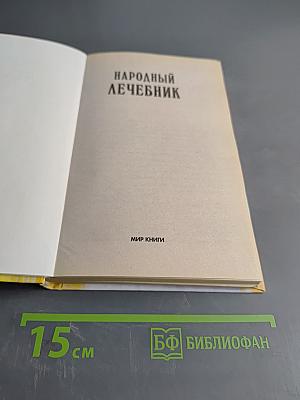 НАРОДНЫЙ
ЛЕЧЕБНИК
МИР КНИГИ
15 см
БФ БИБЛИОФАН